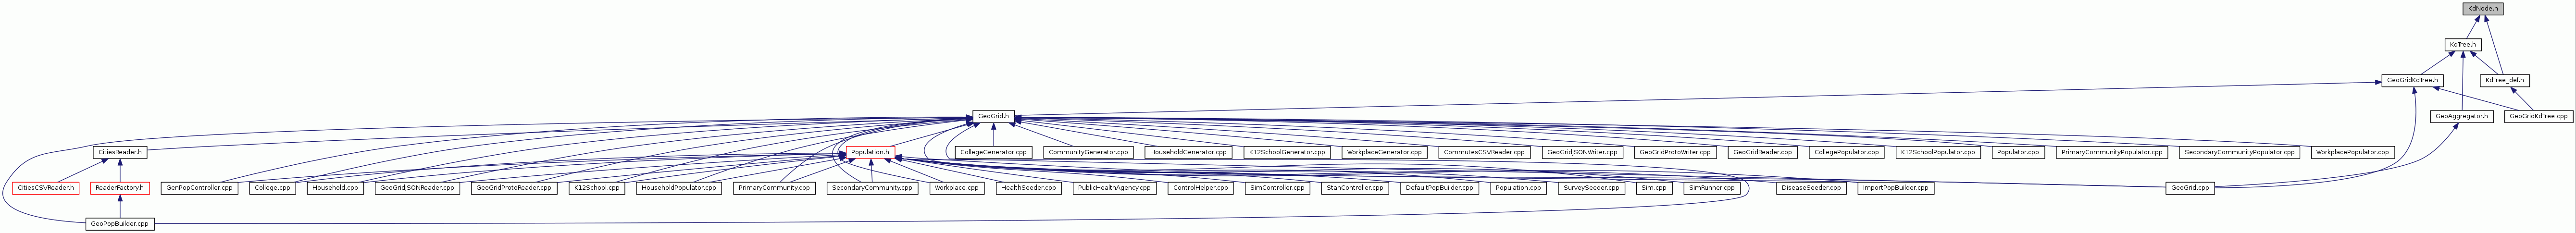 KdNode.h
KdTree.h
GeoGridKdTree.h
KdTree_def.h
GeoGrid.h
GeoAggregator.h
GeoGridKdTree.cpp
CitiesReader.h
Population.h
CollegeGenerator.cpp
CommunityGenerator.cpp
HouseholdGenerator.cpp
K12SchoolGenerator.cpp
WorkplaceGenerator.cpp
CommutesCSVReader.cpp
GeoGridJSONWriter.cpp
GeoGridProtoWriter.cpp
GeoGridReader.cpp
CollegePopulator.cpp
K12SchoolPopulator.cpp
Populator.cpp
PrimaryCommunityPopulator.cpp
SecondaryCommunityPopulator.cpp
WorkplacePopulator.cpp
CitiesCSVReader.h
ReaderFactory.h
GenPopController.cpp
College.cpp
Household.cpp
GeoGridJSONReader.cpp
GeoGridProtoReader.cpp
K12School.cpp
HouseholdPopulator.cpp
PrimaryCommunity.cpp
SecondaryCommunity.cpp
Workplace.cpp
HealthSeeder.cpp
PublicHealthAgency.cpp
ControlHelper.cpp
SimController.cpp
StanController.cpp
DefaultPopBuilder.cpp
Population.cpp
SurveySeeder.cpp
Sim.cpp
SimRunner.cpp
DiseaseSeeder.cpp
ImportPopBuilder.cpp
GeoGrid.cpp
GeoPopBuilder.cpp